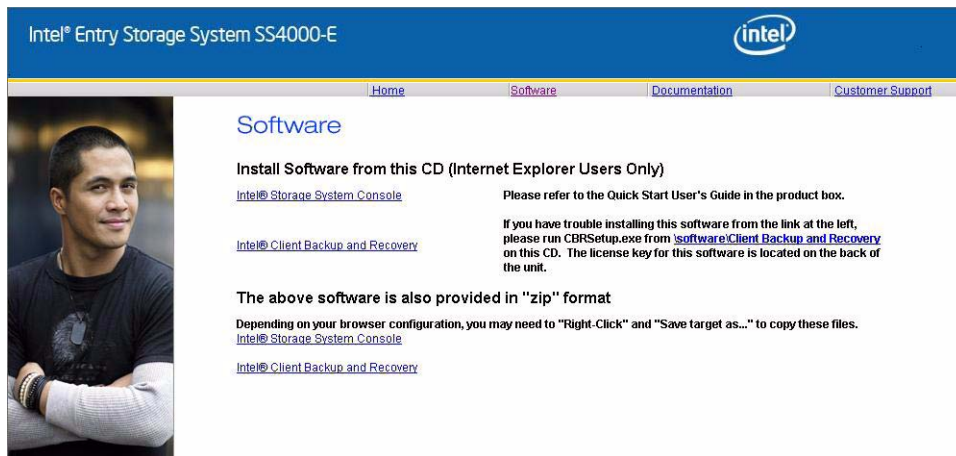 Intel® Entry Storage System SS4000-E
intel
Home Software Documentation Customer Support
Software
Install Software from this CD (Internet Explorer Users Only)
Intel® Storage System Console
Please refer to the Quick Start User's Guide in the product box.
Intel® Client Backup and Recovery
If you have trouble installing this software from the link at the left,
please run CBRSetup.exe from \software\Client Backup and Recovery
on this CD. The license key for this software is located on the back of
the unit.
The above software is also provided in "zip" format
Depending on your browser configuration, you may need to "Right-Click" and "Save target as..." to copy these files.
Intel® Storage System Console
Intel® Client Backup and Recovery